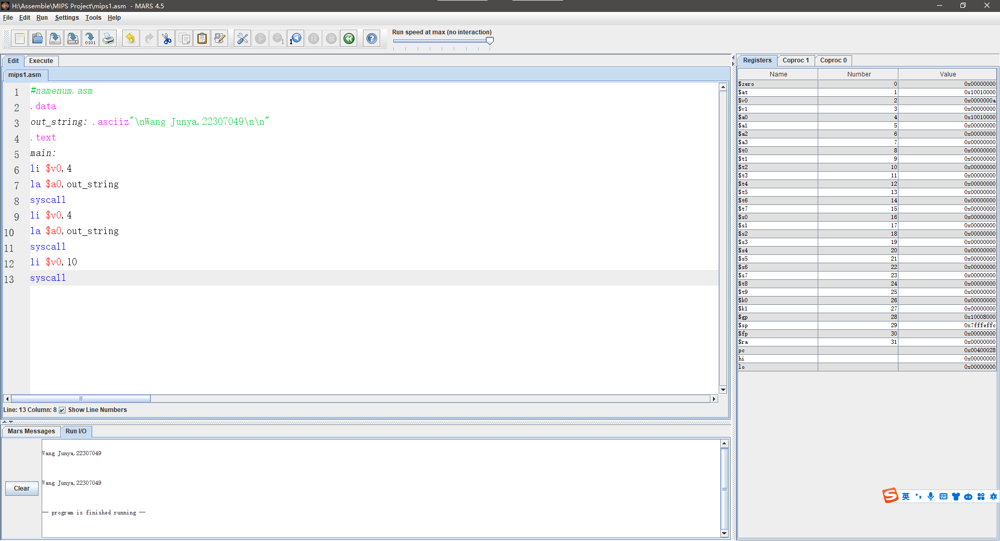 H:\Assemble\MIPS Project\mips1.asm - MARS 4.5
File Edit Run Settings Tools Help
0101
1
1
Run speed at max (no interaction)
Edit Execute
mips1.asm
1 #namenum.asm
2 .data
3 out_string: .asciiz"\nWang Junya,22307049\n\n"
4 .text
5 main:
6 li $v0,4
7 la $a0,out_string
8 syscall
9 li $v0,4
10 la $a0,out_string
11 syscall
12 li $v0,10
13 syscall
Line: 13 Column: 8 Show Line Numbers
Mars Messages Run I/O
Clear
Wang Junya,22307049
Wang Junya,22307049
-- program is finished running --
Registers Coproc 1 Coproc 0
Name Number Value
$zero 0 0x00000000
$at 1 0x10010000
$v0 2 0x0000000a
$v1 3 0x00000000
$a0 4 0x10010000
$a1 5 0x00000000
$a2 6 0x00000000
$a3 7 0x00000000
$t0 8 0x00000000
$t1 9 0x00000000
$t2 10 0x00000000
$t3 11 0x00000000
$t4 12 0x00000000
$t5 13 0x00000000
$t6 14 0x00000000
$t7 15 0x00000000
$s0 16 0x00000000
$s1 17 0x00000000
$s2 18 0x00000000
$s3 19 0x00000000
$s4 20 0x00000000
$s5 21 0x00000000
$s6 22 0x00000000
$s7 23 0x00000000
$t8 24 0x00000000
$t9 25 0x00000000
$k0 26 0x00000000
$k1 27 0x00000000
$gp 28 0x10008000
$sp 29 0x7fffeffc
$fp 30 0x00000000
$ra 31 0x00000000
pc 0x00400028
hi 0x00000000
lo 0x00000000
英